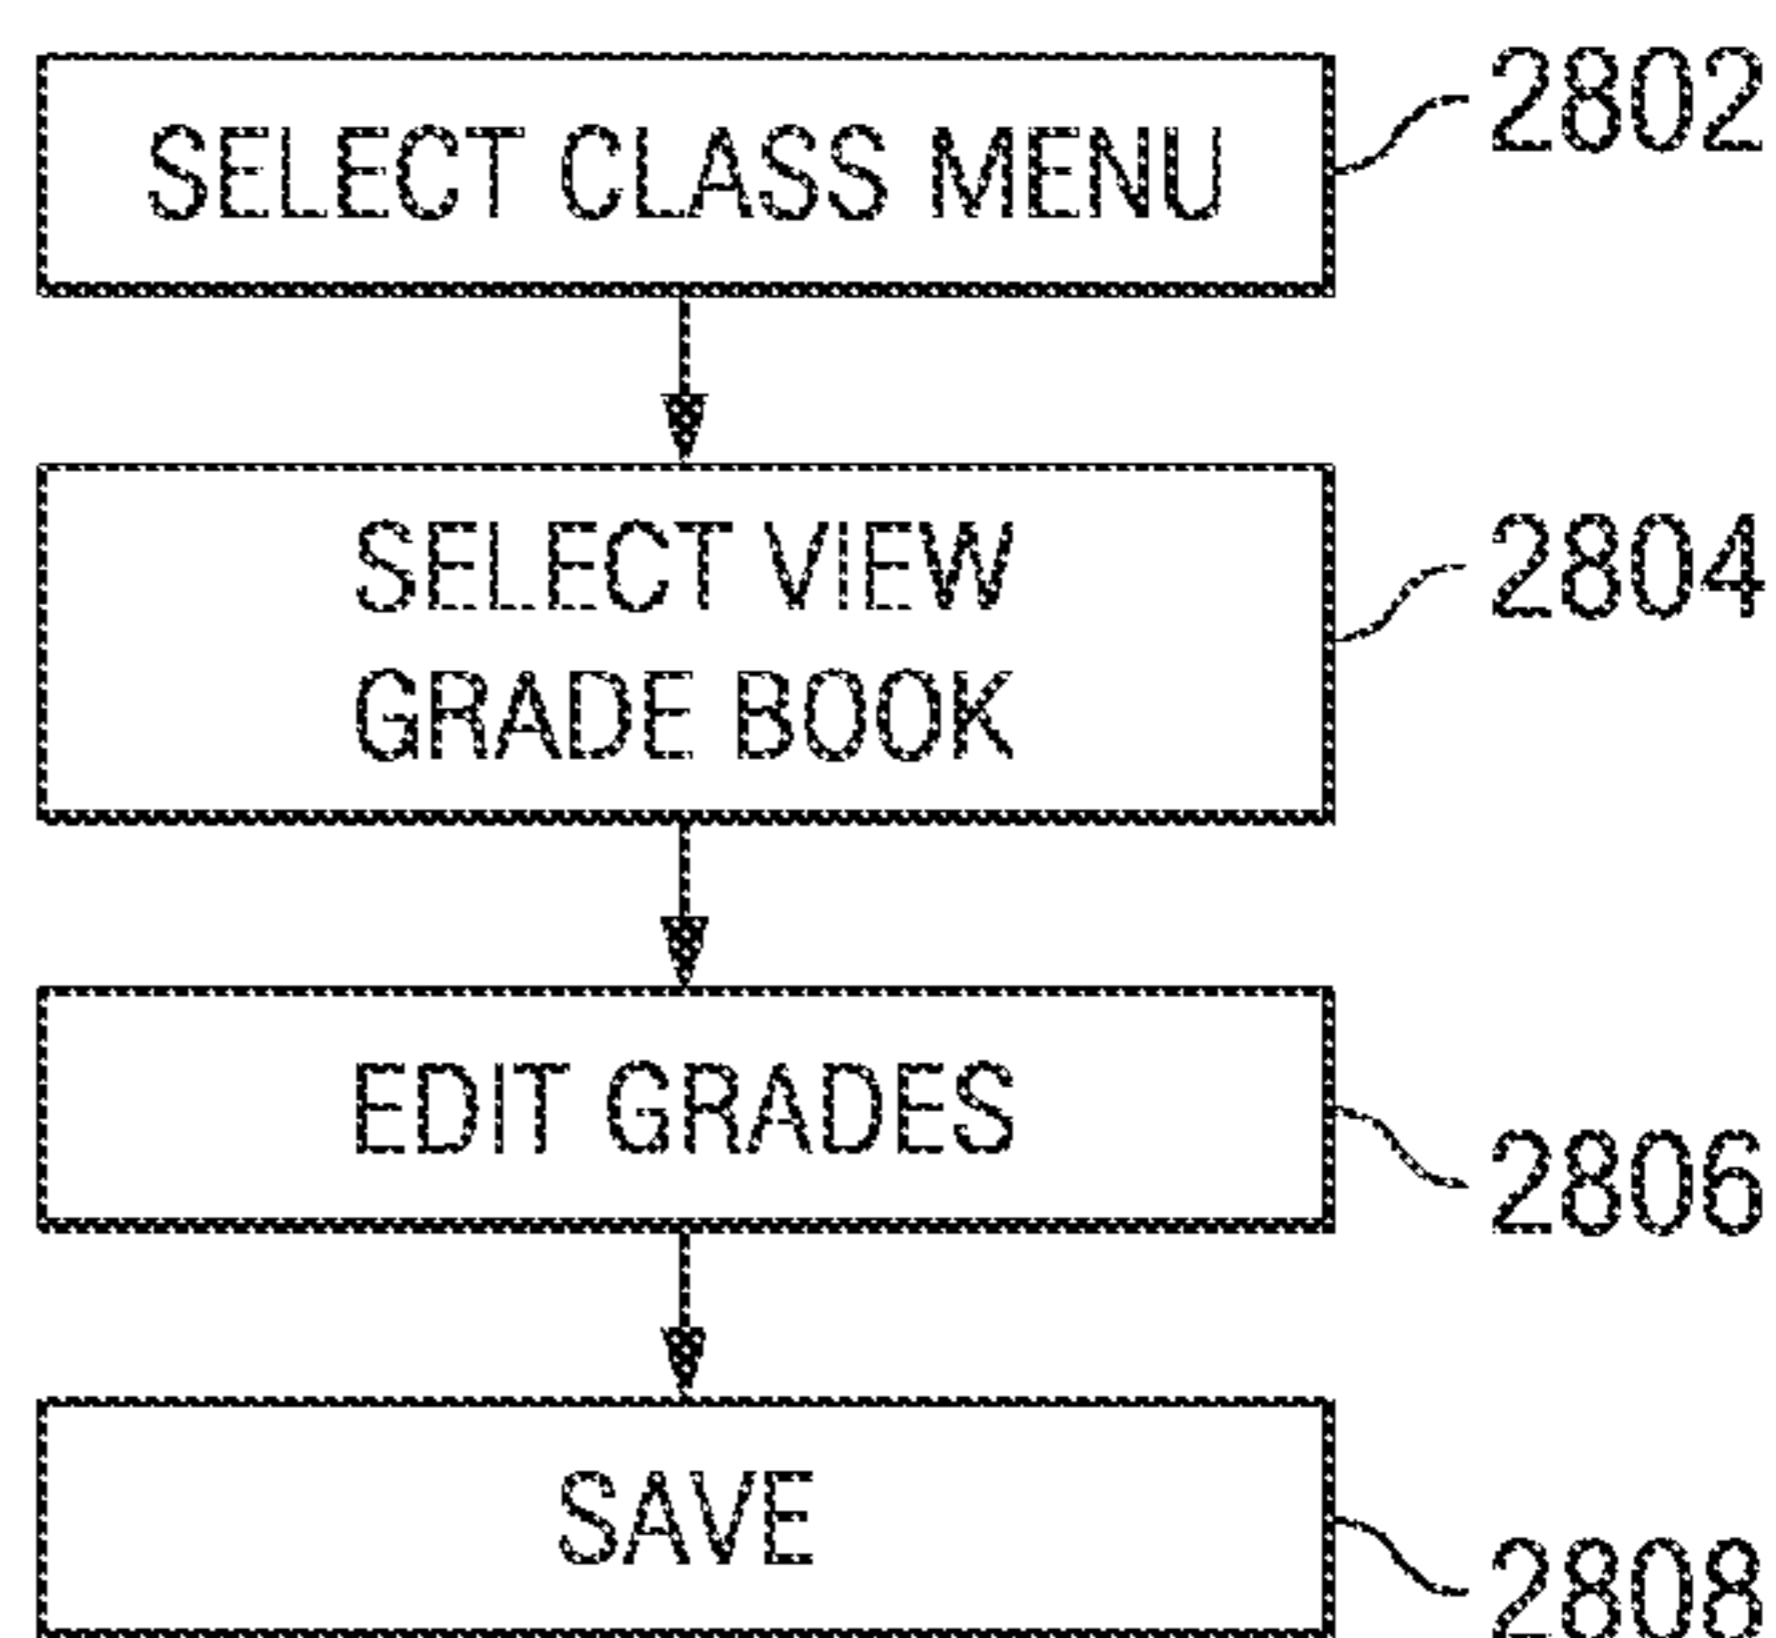 SELECT CLASS MENU
2802
SELECT VIEW
GRADE BOOK
2804
EDIT GRADES
2806
SAVE
2808